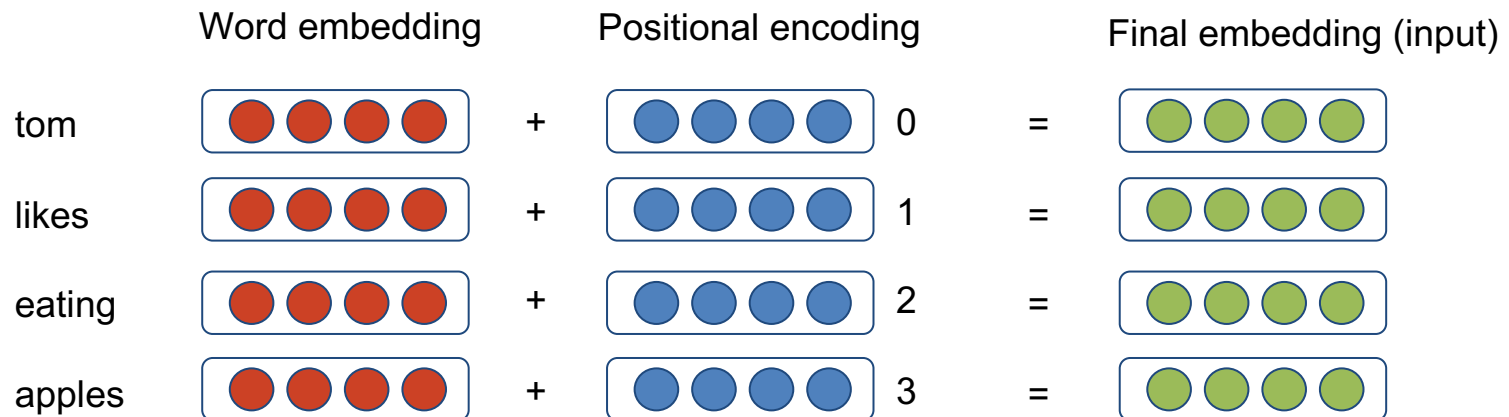 Word embedding Positional encoding Final embedding (input)
tom + 0 =
likes + 1 =
eating + 2 =
apples + 3 =